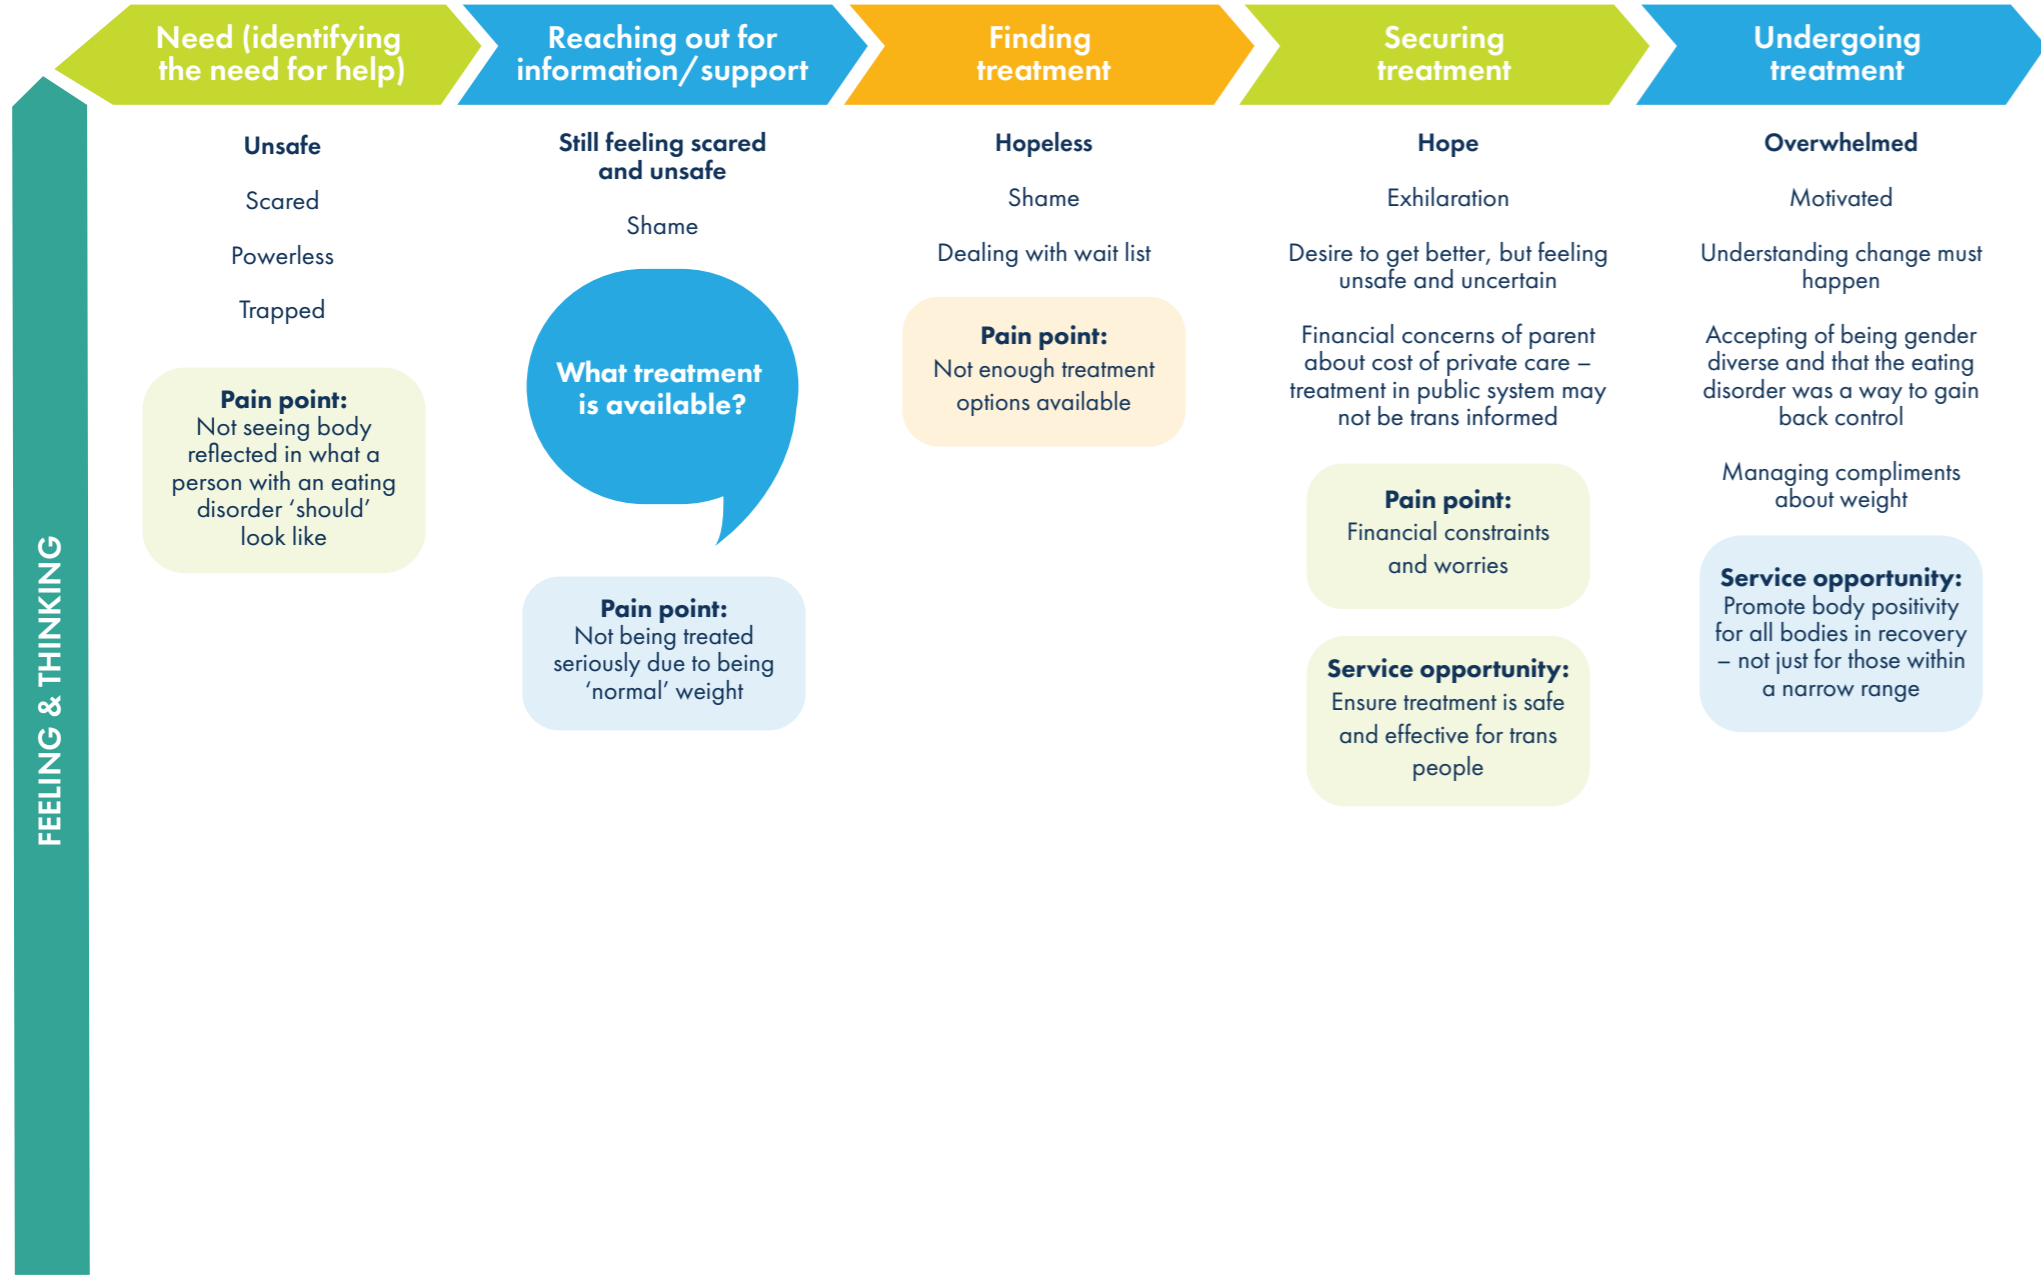 Need (identifying
the need for help)
Reaching out for
information/support
Finding
treatment
Securing
treatment
Undergoing
treatment
FEELING & THINKING
Unsafe
Scared
Powerless
Trapped
Pain point:
Not seeing body
reflected in what a
person with an eating
disorder ‘should’
look like
Still feeling scared
and unsafe
Shame
What treatment
is available?
Pain point:
Not being treated
seriously due to being
‘normal’ weight
Hopeless
Shame
Dealing with wait list
Pain point:
Not enough treatment
options available
Hope
Exhilaration
Desire to get better, but feeling
unsafe and uncertain
Financial concerns of parent
about cost of private care –
treatment in public system may
not be trans informed
Pain point:
Financial constraints
and worries
Service opportunity:
Ensure treatment is safe
and effective for trans
people
Overwhelmed
Motivated
Understanding change must
happen
Accepting of being gender
diverse and that the eating
disorder was a way to gain
back control
Managing compliments
about weight
Service opportunity:
Promote body positivity
for all bodies in recovery
– not just for those within
a narrow range